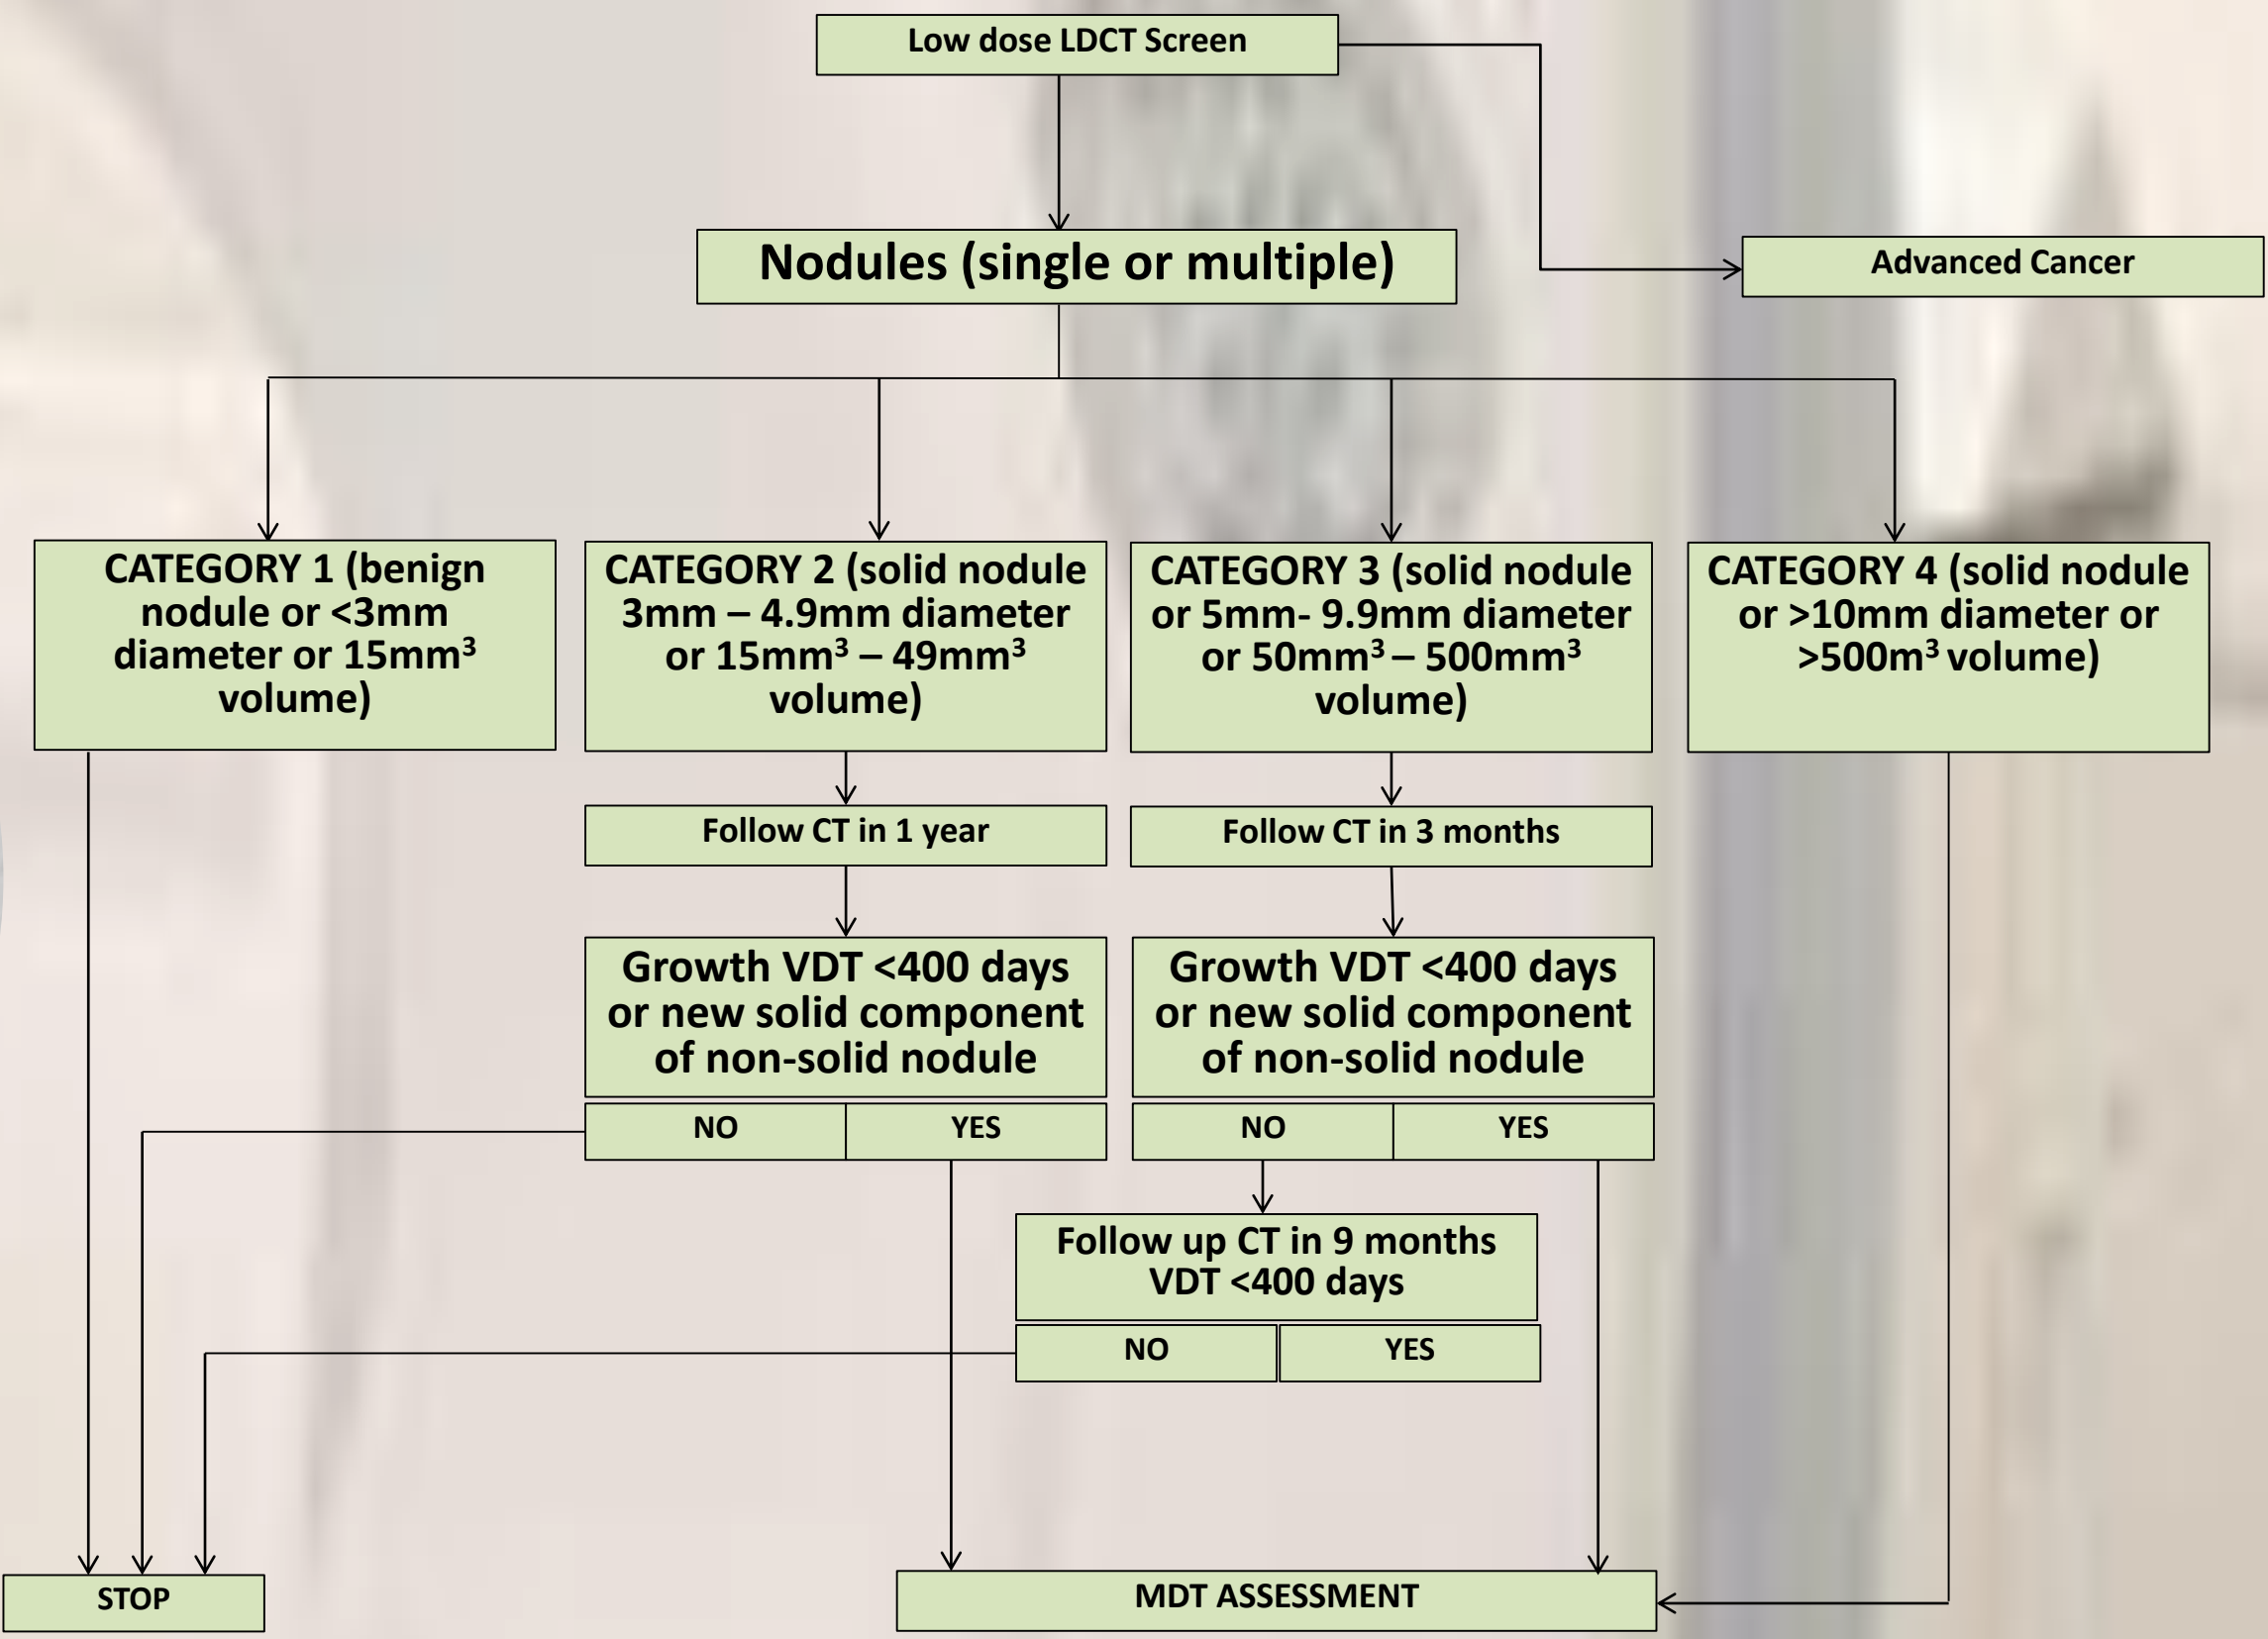 Low dose LDCT Screen
Nodules (single or multiple)
Advanced Cancer
CATEGORY 1 (benign
nodule or <3mm
diameter or 15mm³
volume)
CATEGORY 2 (solid nodule
3mm – 4.9mm diameter
or 15mm³ – 49mm³
volume)
CATEGORY 3 (solid nodule
or 5mm- 9.9mm diameter
or 50mm³ – 500mm³
volume)
CATEGORY 4 (solid nodule
or >10mm diameter or
>500m³ volume)
Follow CT in 1 year
Follow CT in 3 months
Growth VDT <400 days
or new solid component
of non-solid nodule
NO
YES
Growth VDT <400 days
or new solid component
of non-solid nodule
NO
YES
Follow up CT in 9 months
VDT <400 days
NO
YES
STOP
MDT ASSESSMENT